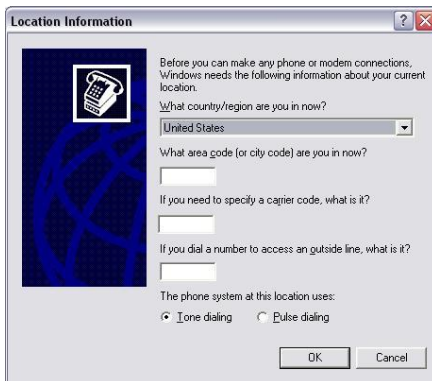 Location Information
Before you can make any phone or modem connections,
Windows needs the following information about your current
location.
What country/region are you in now?
United States
What area code (or city code) are you in now?
If you need to specify a carrier code, what is it?
If you dial a number to access an outside line, what is it?
The phone system at this location uses:
Tone dialing Pulse dialing
OK Cancel